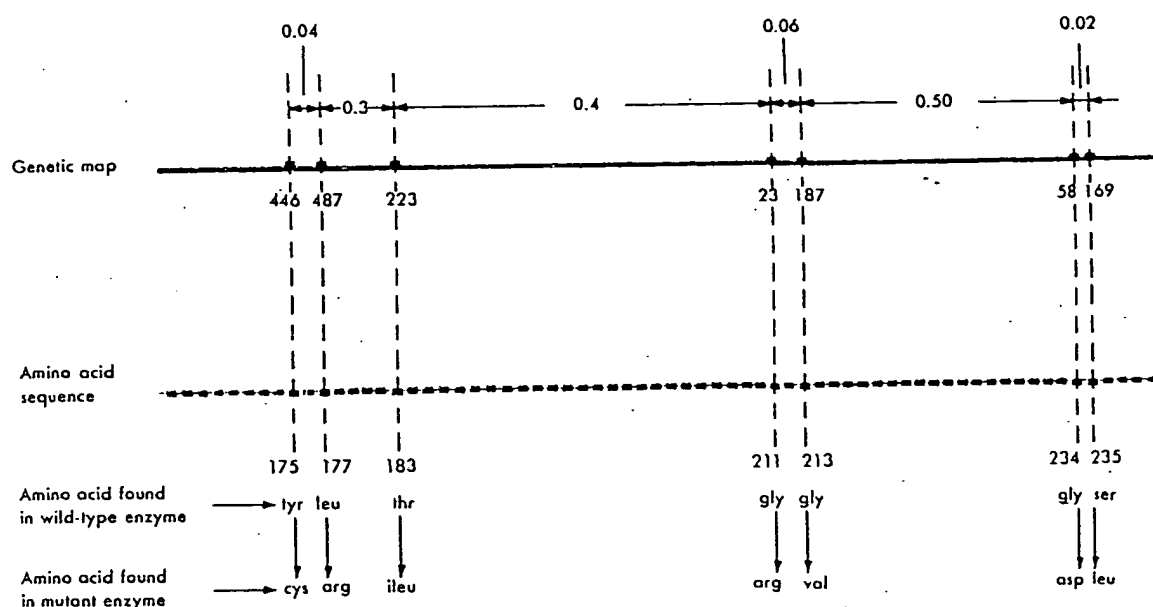 0.04 0.06 0.02
0.3 0.4 0.50
Genetic map
446 487 223 23 187 58 169
Amino acid
sequence
175 177 183 211 213 234 235
Amino acid found
in wild-type enzyme
tyr leu thr gly gly gly ser
Amino acid found
in mutant enzyme
cys arg ileu arg val asp leu